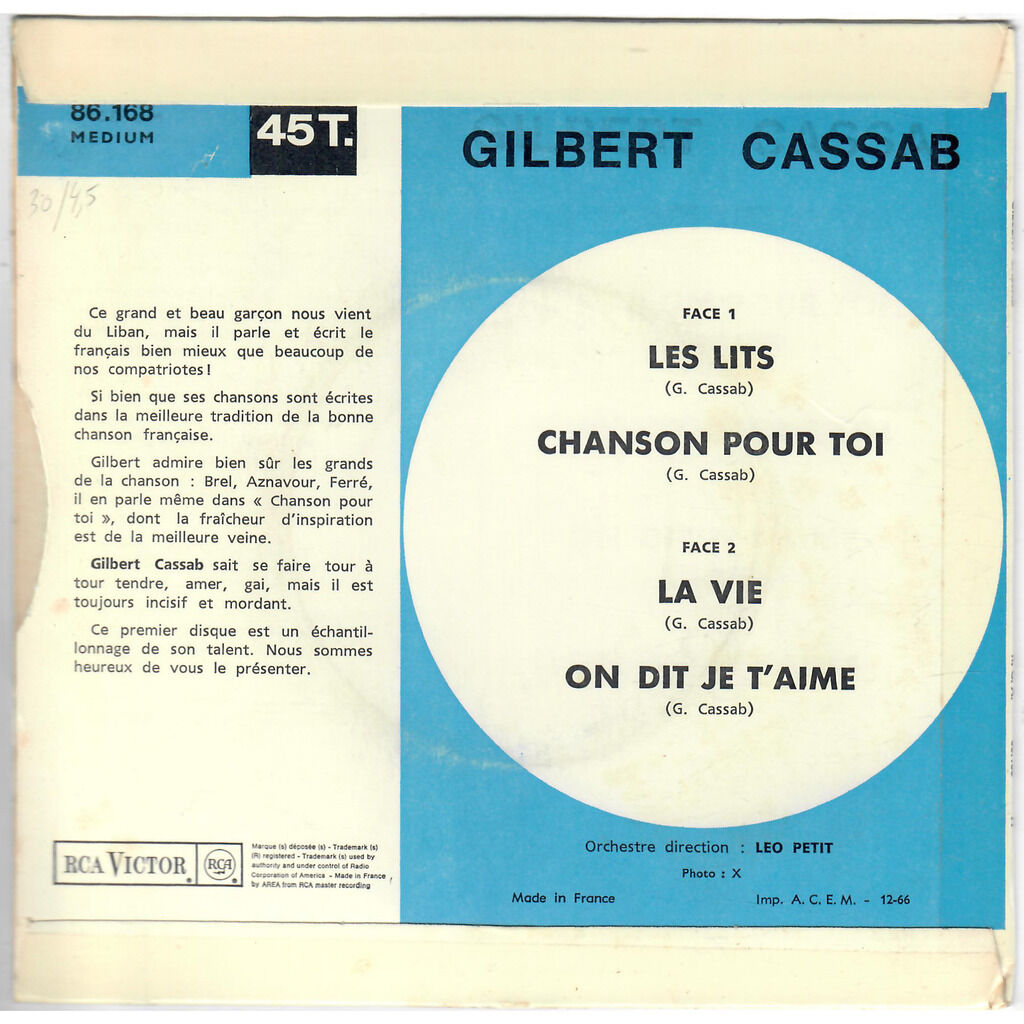 86.168
MEDIUM
45 T.
30/4,5
Ce grand et beau garçon nous vient
du Liban, mais il parle et écrit le
français bien mieux que beaucoup de
nos compatriotes !
Si bien que ses chansons sont écrites
dans la meilleure tradition de la bonne
chanson française.
Gilbert admire bien sûr les grands
de la chanson : Brel, Aznavour, Ferré,
il en parle même dans « Chanson pour
toi », dont la fraîcheur d'inspiration
est de la meilleure veine.
Gilbert Cassab sait se faire tour à
tour tendre, amer, gai, mais il est
toujours incisif et mordant.
Ce premier disque est un échantil-
lonnage de son talent. Nous sommes
heureux de vous le présenter.
RCA VICTOR
RCA
Marque (s) déposée (s) - Trademark (s)
(R) registered - Trademark (s) used by
authority and under control of Radio
Corporation of America - Made in France
by AREA from RCA master recording
GILBERT CASSAB
FACE 1
LES LITS
(G. Cassab)
CHANSON POUR TOI
(G. Cassab)
FACE 2
LA VIE
(G. Cassab)
ON DIT JE T'AIME
(G. Cassab)
Orchestre direction : LEO PETIT
Photo : X
Made in France
Imp. A. C. E. M. - 12-66